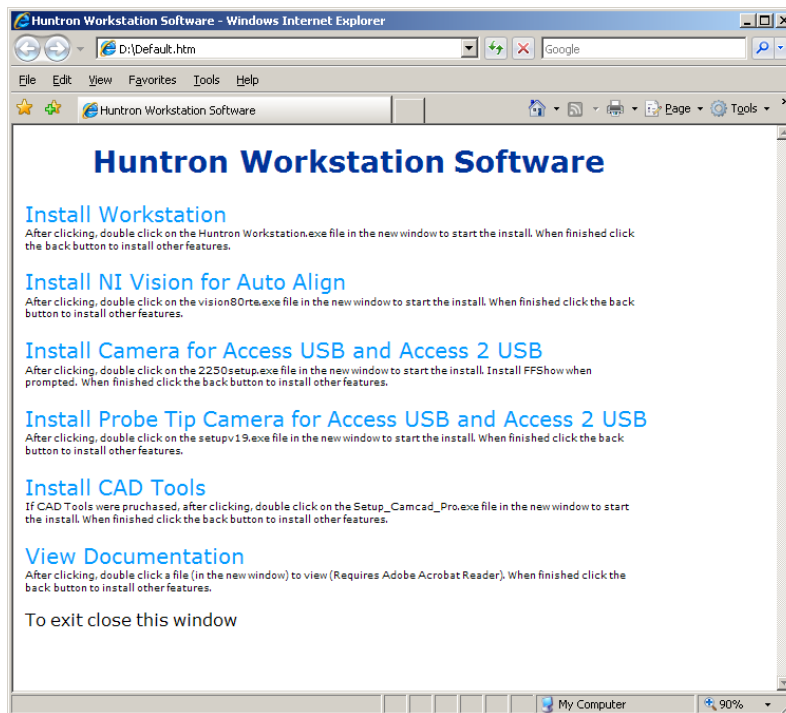 Huntron Workstation Software - Windows Internet Explorer
D:\Default.htm
Google
File Edit View Favorites Tools Help
Huntron Workstation Software
Page
Tools
Huntron Workstation Software
Install Workstation
After clicking, double click on the Huntron Workstation.exe file in the new window to start the install. When finished click
the back button to install other features.
Install NI Vision for Auto Align
After clicking, double click on the vision80rte.exe file in the new window to start the install. When finished click the back
button to install other features.
Install Camera for Access USB and Access 2 USB
After clicking, double click on the 2250setup.exe file in the new window to start the install. Install FFShow when
prompted. When finished click the back button to install other features.
Install Probe Tip Camera for Access USB and Access 2 USB
After clicking, double click on the setupv19.exe file in the new window to start the install. When finished click the back
button to install other features.
Install CAD Tools
If CAD Tools were pruchased, after clicking, double click on the Setup_Camcad_Pro.exe file in the new window to start
the install. When finished click the back button to install other features.
View Documentation
After clicking, double click a file (in the new window) to view (Requires Adobe Acrobat Reader). When finished click the
back button to install other features.
To exit close this window
My Computer
90%